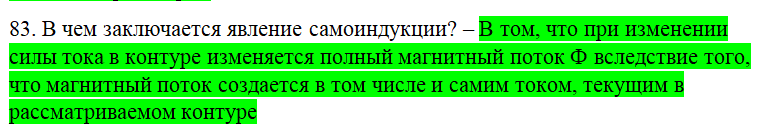 83. В чем заключается явление самоиндукции? – В том, что при изменении
силы тока в контуре изменяется полный магнитный поток Ф вследствие того,
что магнитный поток создается в том числе и самим током, текущим в
рассматриваемом контуре